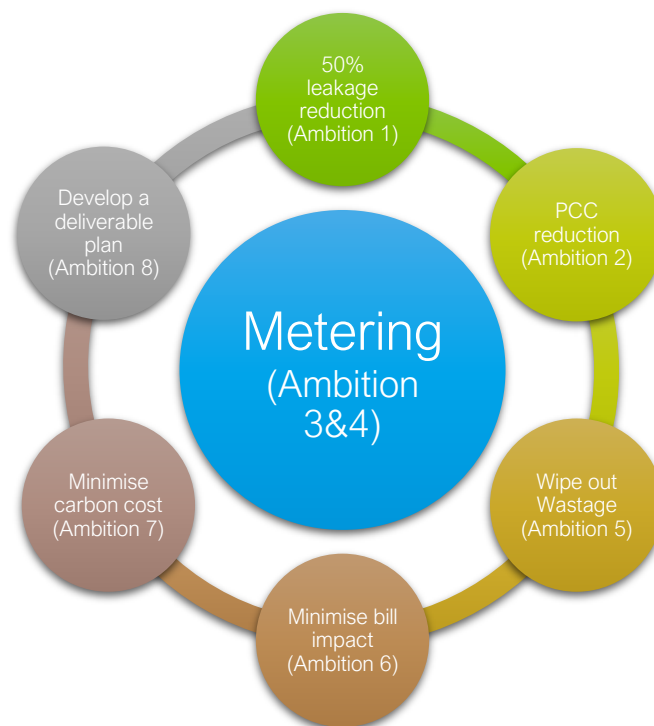 50%
leakage
reduction
(Ambition 1)
PCC
reduction
(Ambition 2)
Wipe out
Wastage
(Ambition 5)
Minimise bill
impact
(Ambition 6)
Minimise
carbon cost
(Ambition 7)
Develop a
deliverable
plan
(Ambition 8)
Metering
(Ambition
3&4)